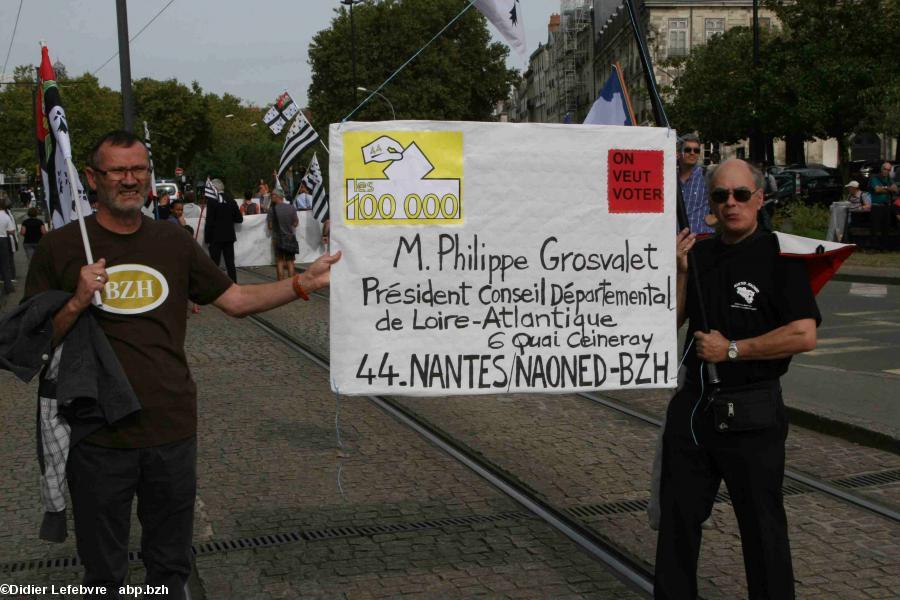 44
les
100 000
ON
VEUT
VOTER
M. Philippe Grosvalet
Président Conseil Départemental
de Loire-Atlantique
6 Quai Ceineray
44. NANTES/NAONED-BZH
BZH
©Didier Lefebvre abp.bzh